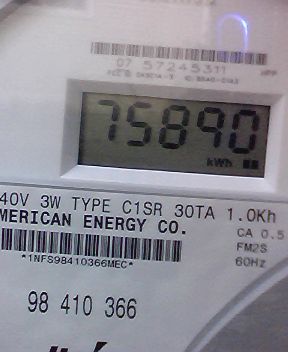 07 57245311
75890
kWh
40V 3W TYPE C1SR 30TA 1.0Kh
MERICAN ENERGY CO.
CA 0.5
FM2S
60Hz
*1NFS98410366MEC*
98 410 366